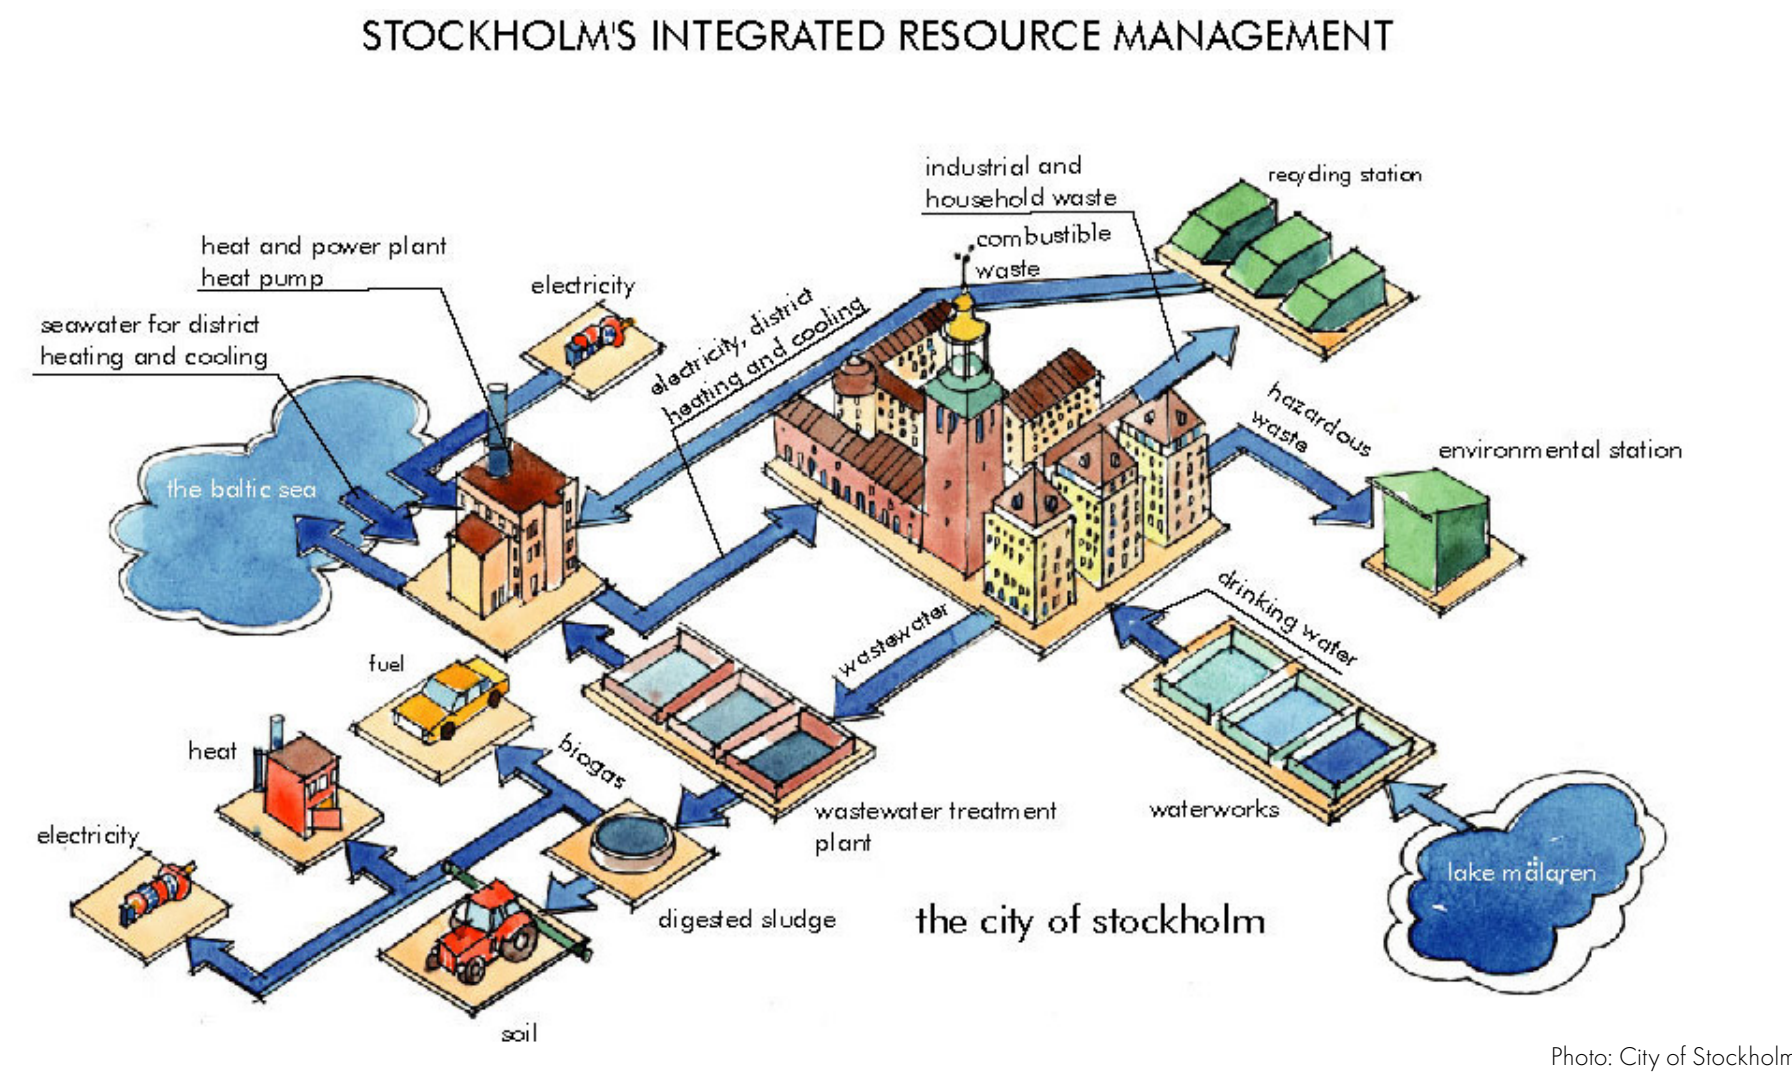 STOCKHOLM'S INTEGRATED RESOURCE MANAGEMENT
industrial and
household waste
recycling station
combustible
waste
heat and power plant
heat pump
electricity
seawater for district
heating and cooling
electricity, district
heating and cooling
hazardous
waste
environmental station
the baltic sea
drinking water
wastewater
fuel
biogas
heat
wastewater treatment
plant
waterworks
electricity
lake mälaren
digested sludge
the city of stockholm
soil
Photo: City of Stockholm